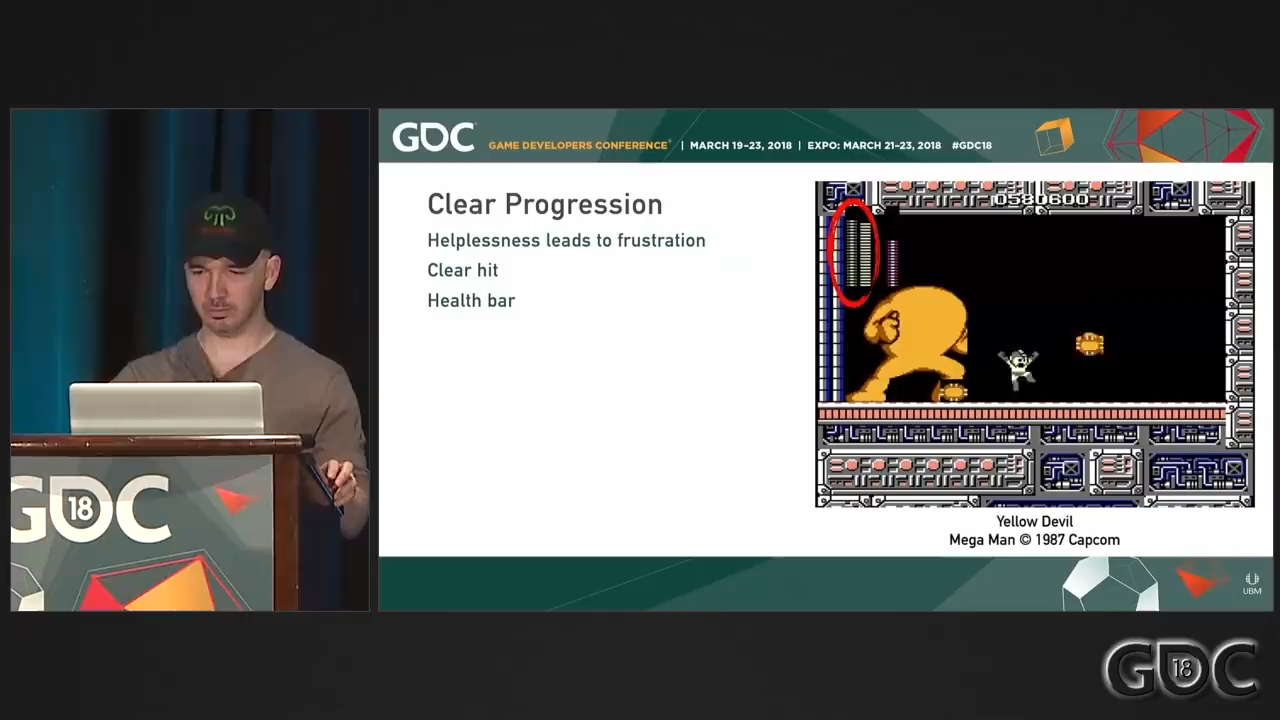 GDC GAME DEVELOPERS CONFERENCE® | MARCH 19–23, 2018 | EXPO: MARCH 21–23, 2018 #GDC18
Clear Progression
Helplessness leads to frustration
Clear hit
Health bar
0580600
Yellow Devil
Mega Man © 1987 Capcom
UBM
GDC
18
GDC
18